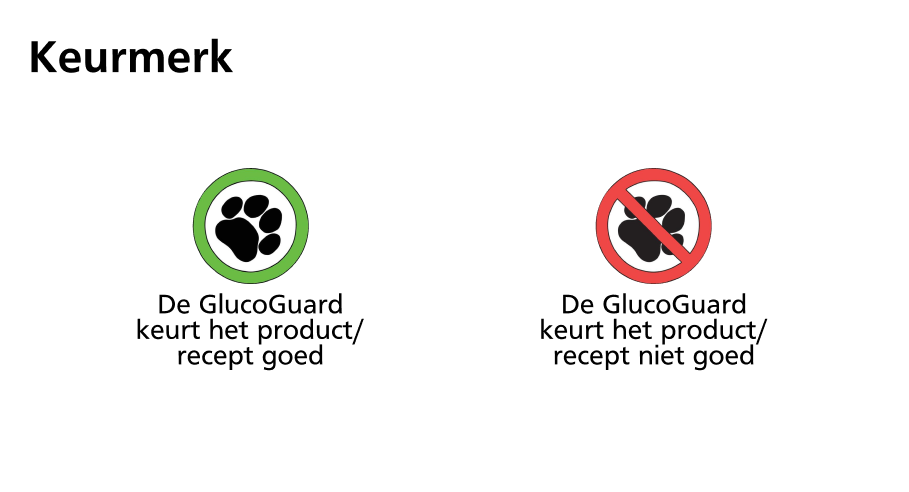 Keurmerk
De GlucoGuard
keurt het product/
recept goed
De GlucoGuard
keurt het product/
recept niet goed